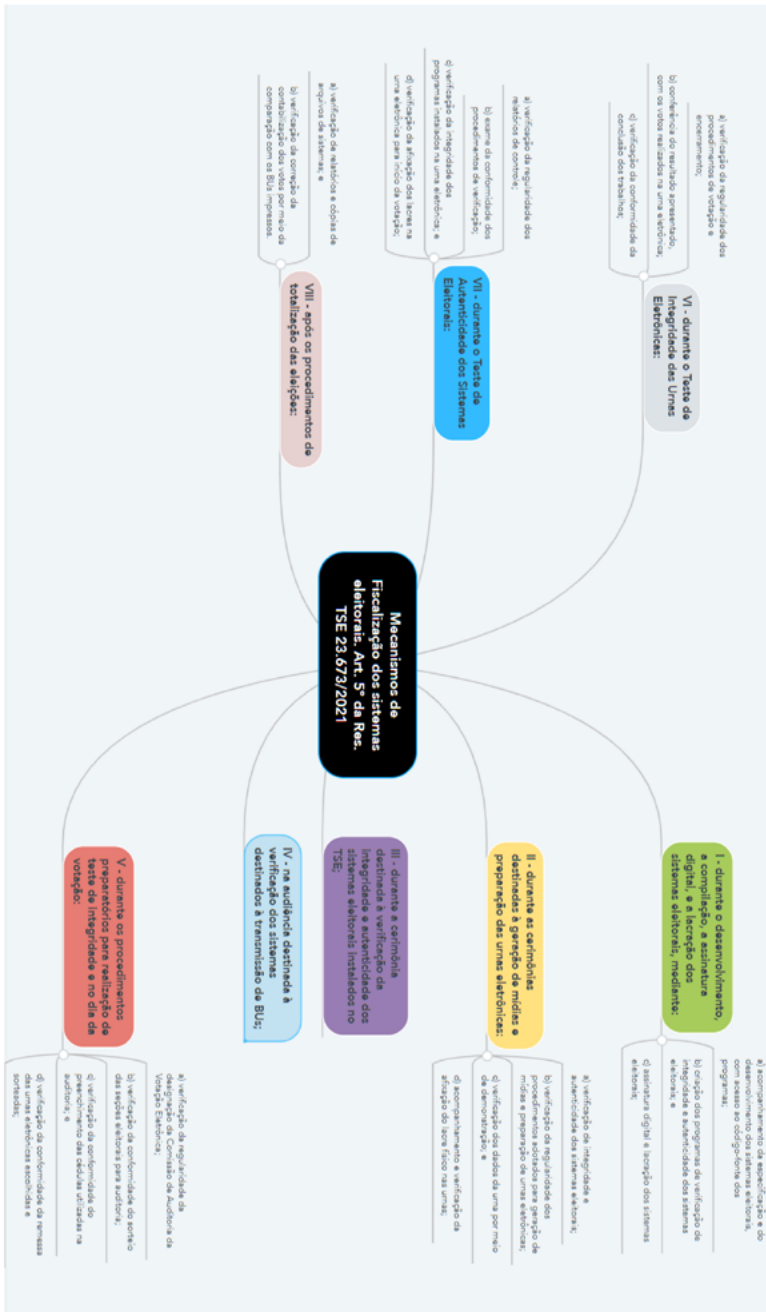 Mecanismos de
Fiscalização dos sistemas
eleitorais. Art. 5º da Res.
TSE 23.673/2021
I - durante o desenvolvimento,
a compilação, a assinatura
digital, e a lacração dos
sistemas eleitorais, mediante:
a) acompanhamento da especificação e do
desenvolvimento dos sistemas eleitorais,
com acesso ao código-fonte dos
programas;
b) criação dos programas de verificação de
integridade e autenticidade dos sistemas
eleitorais; e
c) assinatura digital e lacração dos sistemas
eleitorais;
II - durante as cerimônias
destinadas à geração de mídias e
preparação das urnas eletrônicas:
a) verificação de integridade e
autenticidade dos sistemas eleitorais;
b) verificação da regularidade dos
procedimentos adotados para geração de
mídias e preparação de urnas eletrônicas;
c) verificação dos dados da urna por meio
de demonstração; e
d) acompanhamento e verificação da
afixação do lacre físico nas urnas;
III - durante a cerimônia
destinada à verificação da
integridade e autenticidade dos
sistemas eleitorais instalados no
TSE;
IV - na audiência destinada à
verificação dos sistemas
destinados à transmissão de BUs;
V - durante os procedimentos
preparatórios para realização de
teste de integridade e no dia da
votação:
a) verificação da regularidade da
designação da Comissão de Auditoria da
Votação Eletrônica;
b) verificação da conformidade do sorteio
das seções eleitorais para auditoria;
c) verificação da conformidade do
preenchimento das cédulas utilizadas na
auditoria; e
d) verificação da conformidade da remessa
das urnas eletrônicas escolhidas e
sorteadas;
VI - durante o Teste de
Integridade das Urnas
Eletrônicas:
a) verificação da regularidade dos
procedimentos de votação e
encerramento;
b) conferência do resultado apresentado,
com os votos realizados na urna eletrônica;
c) verificação da conformidade da
conclusão dos trabalhos;
VII - durante o Teste de
Autenticidade dos Sistemas
Eleitorais:
a) verificação da regularidade dos
relatórios de controle;
b) exame da conformidade dos
procedimentos de verificação;
c) verificação da integridade dos
programas instalados na urna eletrônica; e
d) verificação da afixação dos lacres na
urna eletrônica para início da votação;
VIII - após os procedimentos de
totalização das eleições:
a) verificação de relatórios e cópias de
arquivos de sistemas; e
b) verificação da correção da
contabilização dos votos por meio da
comparação com os BUs impressos.